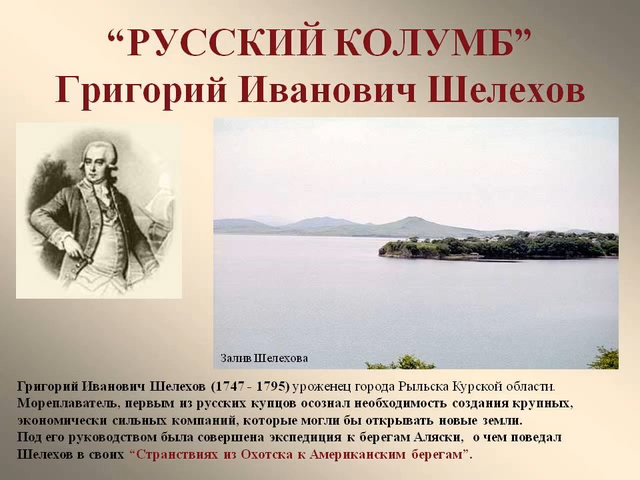 “РУССКИЙ КОЛУМБ”
Григорий Иванович Шелехов
Залив Шелехова
Григорий Иванович Шелехов (1747 - 1795) уроженец города Рыльска Курской области.
Мореплаватель, первым из русских купцов осознал необходимость создания крупных,
экономически сильных компаний, которые могли бы открывать новые земли.
Под его руководством была совершена экспедиция к берегам Аляски, о чем поведал
Шелехов в своих “Странствиях из Охотска к Американским берегам”.